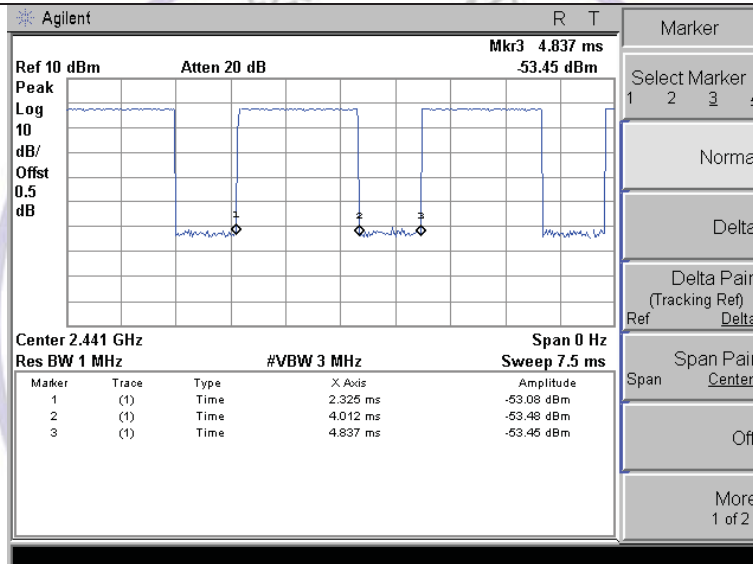 Agilent R T
Mkr3 4.837 ms
Ref 10 dBm Atten 20 dB -53.45 dBm
Peak
Log
10
dB/
Offst
0.5
dB
1
2
3
Center 2.441 GHz Span 0 Hz
Res BW 1 MHz #VBW 3 MHz Sweep 7.5 ms
Marker Trace Type X Axis Amplitude
1 (1) Time 2.325 ms -53.08 dBm
2 (1) Time 4.012 ms -53.48 dBm
3 (1) Time 4.837 ms -53.45 dBm
Marker
Select Marker
1 2 3
Norma
Delta
Delta Pair
(Tracking Ref)
Ref Delta
Span Pair
Span Center
Off
More
1 of 2